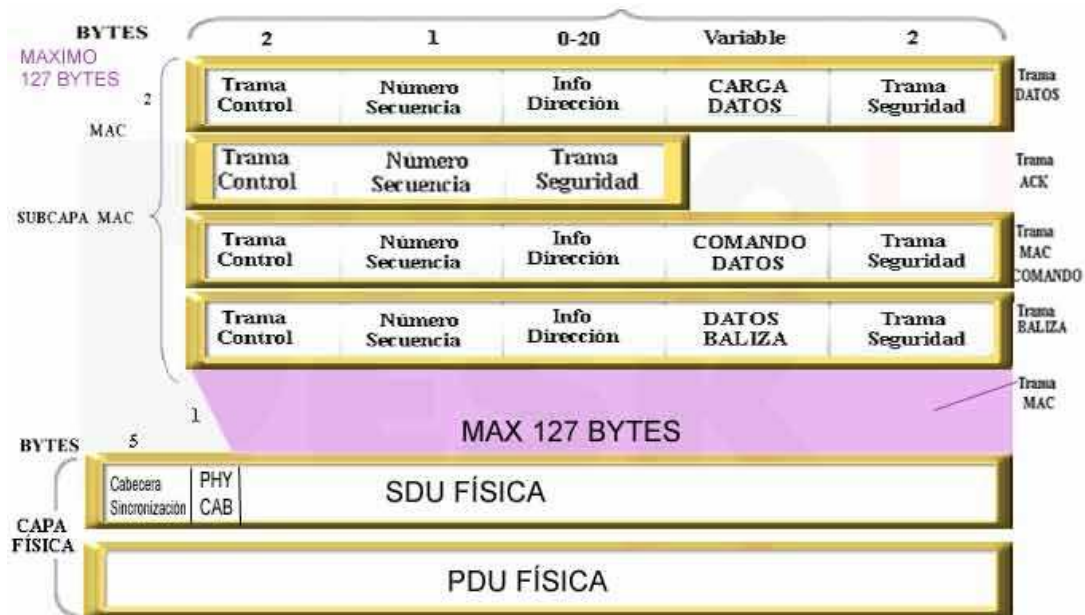 BYTES
2 1 0-20 Variable 2
MAXIMO
127 BYTES
2
MAC
SUBCAPA MAC
Trama Control
Número Secuencia
Info Dirección
CARGA DATOS
Trama Seguridad
Trama DATOS
Trama Control
Número Secuencia
Trama Seguridad
Trama ACK
Trama Control
Número Secuencia
Info Dirección
COMANDO DATOS
Trama Seguridad
Trama MAC COMANDO
Trama Control
Número Secuencia
Info Dirección
DATOS BALIZA
Trama Seguridad
Trama BALIZA
Trama MAC
1
MAX 127 BYTES
BYTES 5
Cabecera Sincronización
PHY CAB
SDU FÍSICA
CAPA FÍSICA
PDU FÍSICA